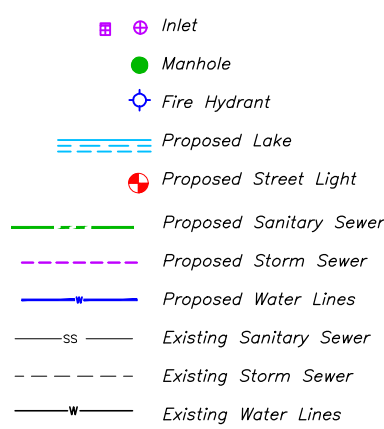 Inlet
Manhole
Fire Hydrant
Proposed Lake
Proposed Street Light
Proposed Sanitary Sewer
Proposed Storm Sewer
W Proposed Water Lines
SS Existing Sanitary Sewer
Existing Storm Sewer
W Existing Water Lines